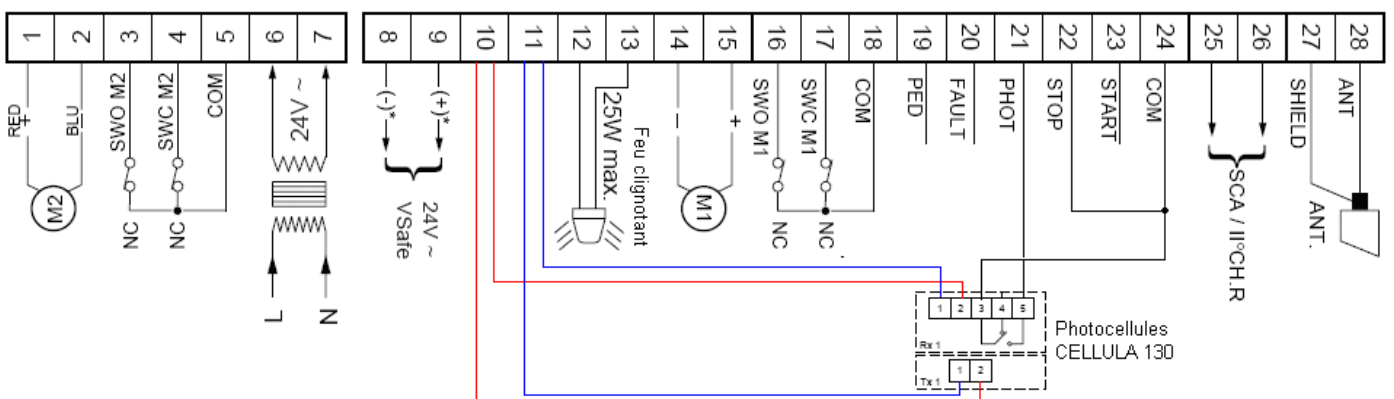 1 2 3 4 5 6 7
8 9 10 11 12 13 14 15 16 17 18 19 20 21 22 23 24 25 26 27 28
RED
+
BLU
–
M2
SWO M2
NC
SWC M2
NC
COM
24V ~
L
N
(-)*
(+)*
24V ~
VSafe
25W max.
Feu clignotant
–
+
M1
SWO M1
NC
SWC M1
NC
COM
PED
FAULT
PHOT
STOP
START
COM
SCA / II°CH.R
SHIELD
ANT
ANT.
1 2 3 4 5
Rx 1
1 2
Tx 1
Photocellules
CELLULA 130